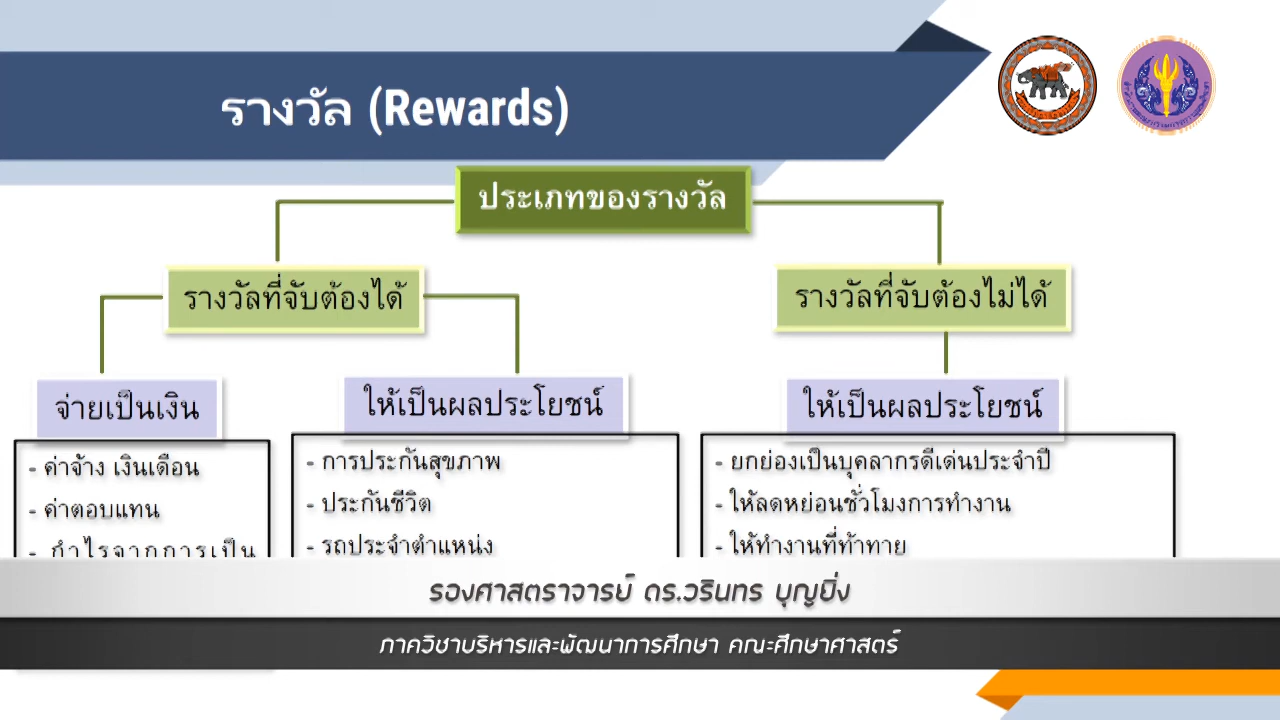 รางวัล (Rewards)
ประเภทของรางวัล
รางวัลที่จับต้องได้
รางวัลที่จับต้องไม่ได้
จ่ายเป็นเงิน
ให้เป็นผลประโยชน์
ให้เป็นผลประโยชน์
- ค่าจ้าง เงินเดือน
- ค่าตอบแทน
- กำไรจากการเป็น
- การประกันสุขภาพ
- ประกันชีวิต
- รถประจำตำแหน่ง
- ยกย่องเป็นบุคลากรดีเด่นประจำปี
- ให้ลดหย่อนชั่วโมงการทำงาน
- ให้ทำงานที่ท้าทาย
รองศาสตราจารย์ ดร.วรินทร บุญยิ่ง
ภาควิชาบริหารและพัฒนาการศึกษา คณะศึกษาศาสตร์